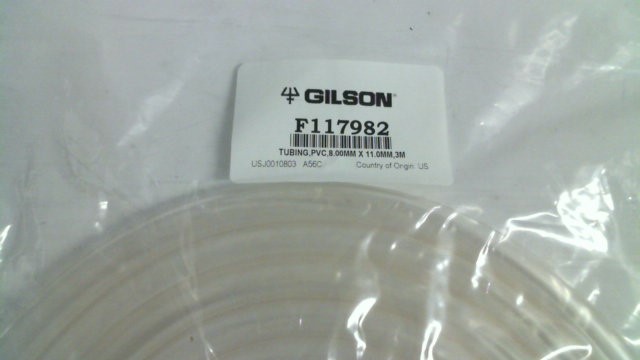 GILSON®
F117982
TUBING,PVC,8.00MM X 11.0MM,3M
USJ0010803 A56C Country of Origin US